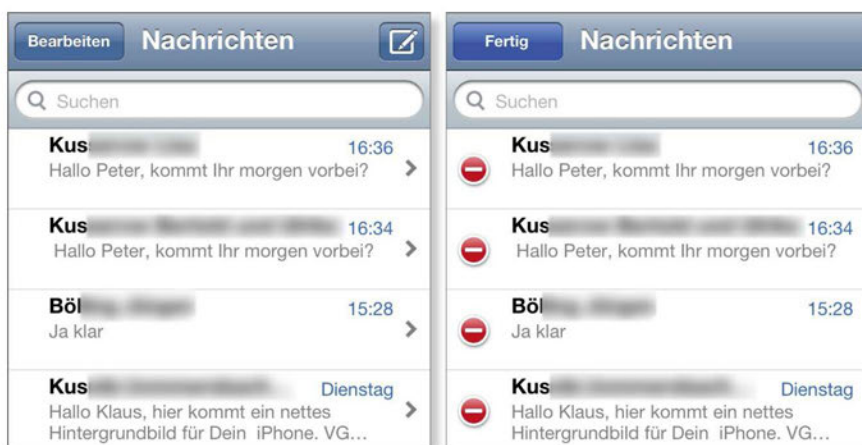 Bearbeiten Nachrichten
Suchen
Kus 16:36
Hallo Peter, kommt Ihr morgen vorbei?
Kus 16:34
Hallo Peter, kommt Ihr morgen vorbei?
Böl 15:28
Ja klar
Kus Dienstag
Hallo Klaus, hier kommt ein nettes
Hintergrundbild für Dein iPhone. VG...
Fertig Nachrichten
Suchen
Kus 16:36
Hallo Peter, kommt Ihr morgen vorbei?
Kus 16:34
Hallo Peter, kommt Ihr morgen vorbei?
Böl 15:28
Ja klar
Kus Dienstag
Hallo Klaus, hier kommt ein nettes
Hintergrundbild für Dein iPhone. VG...